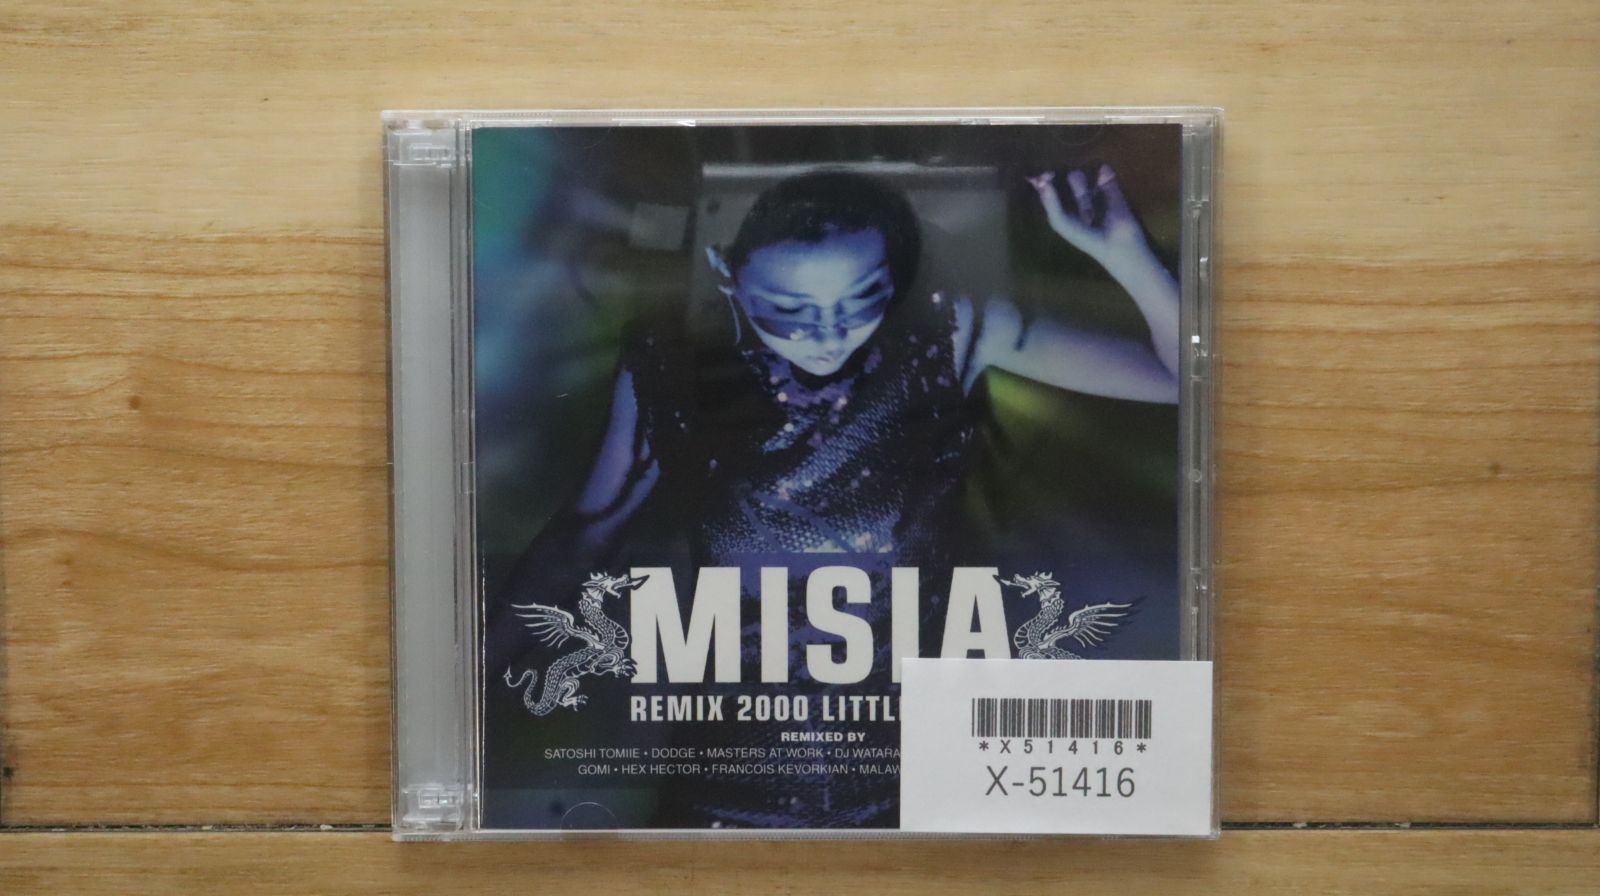 MISIA
REMIX 2000 LITTL
REMIXED BY
SATOSHI TOMIIE • DODGE • MASTERS AT WORK • DJ WATARA
GOMI • HEX HECTOR • FRANCOIS KEVORKIAN • MALAW
*X51416*
X-51416